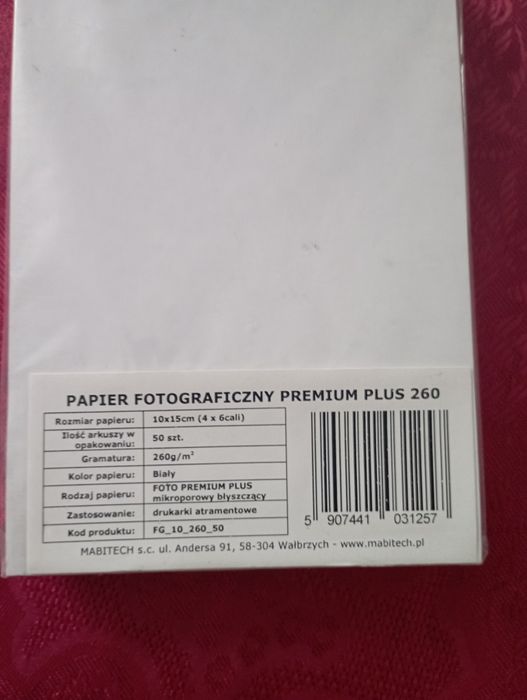 PAPIER FOTOGRAFICZNY PREMIUM PLUS 260
Rozmiar papieru: 10x15cm (4 x 6cali)
Ilość arkuszy w
opakowaniu: 50 szt.
Gramatura: 260g/m²
Kolor papieru: Biały
Rodzaj papieru: FOTO PREMIUM PLUS
mikroporowy błyszczący
Zastosowanie: drukarki atramentowe
Kod produktu: FG_10_260_50
5 907441 031257
MABITECH s.c. ul. Andersa 91, 58-304 Wałbrzych - www.mabitech.pl